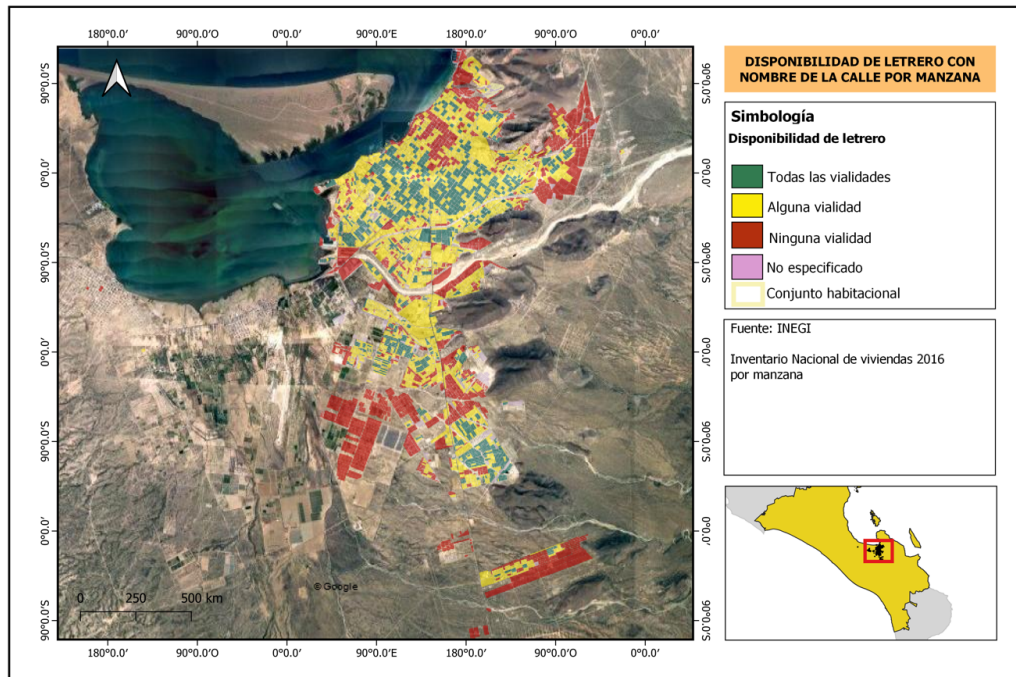 180°0.0' 90°0.0'O 0°0.0' 90°0.0'E 180°0.0' 90°0.0' 0°0.0'
90°0.0'S 0°0.0' 90°0.0'S 0°0.0' 90°0.0'S 0°0.0' 90°0.0'S
90°0.0'S 0°0.0' 90°0.0'S 0°0.0' 90°0.0'S 0°0.0' 90°0.0'S
©Google
0 250 500 km
180°0.0' 90°0.0' 0°0.0' 90°0.0'E 180°0.0' 90°0.0' 0°0.0'
DISPONIBILIDAD DE LETRERO CON
NOMBRE DE LA CALLE POR MANZANA
Simbología
Disponibilidad de letrero
Todas las vialidades
Alguna vialidad
Ninguna vialidad
No especificado
Conjunto habitacional
Fuente: INEGI
Inventario Nacional de viviendas 2016
por manzana